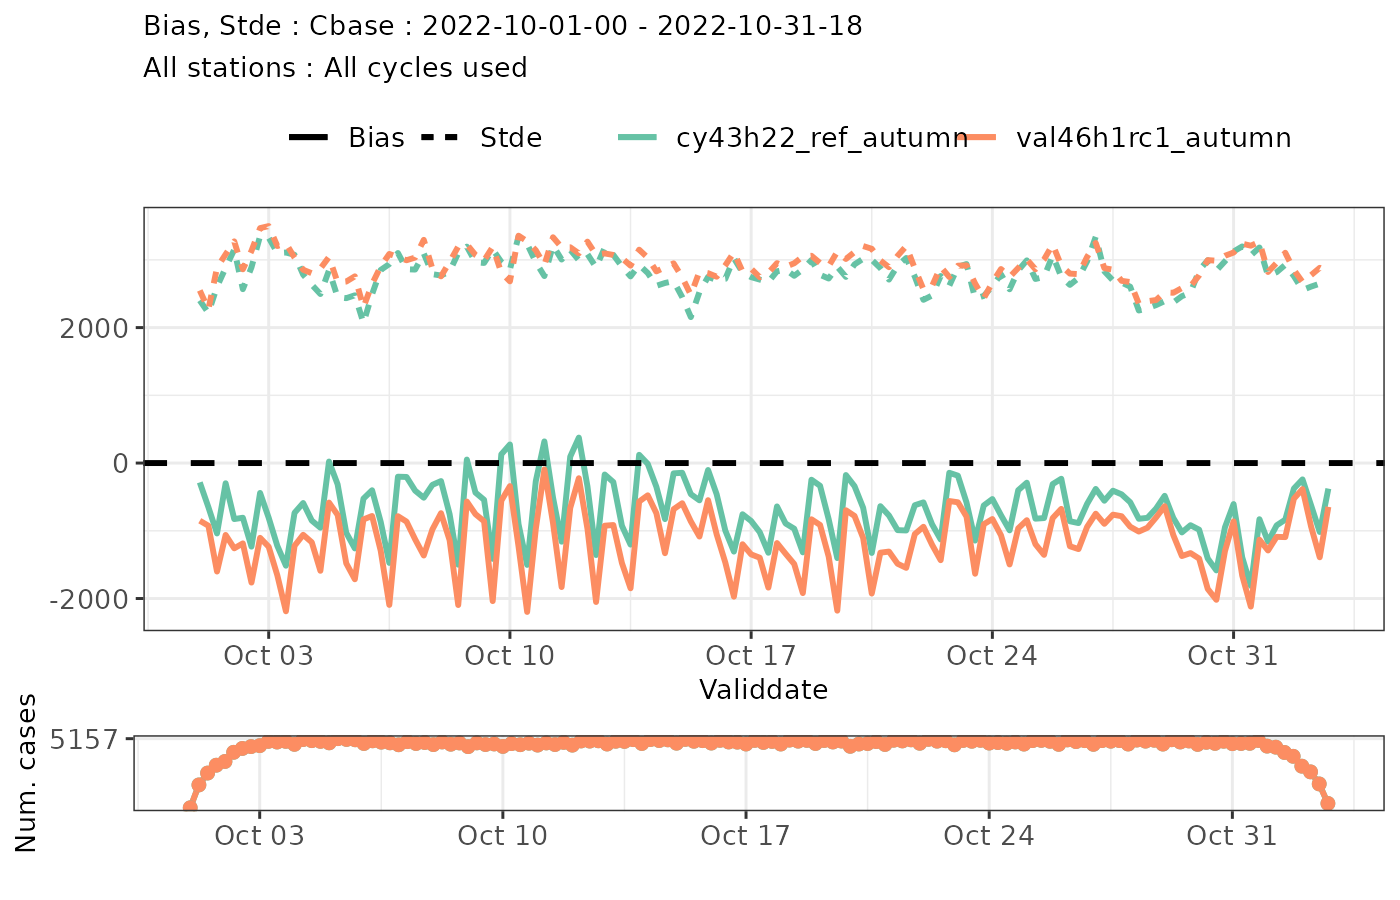 Bias, Stde : Cbase : 2022-10-01-00 - 2022-10-31-18
All stations : All cycles used
Bias Stde cy43h22_ref_autumn val46h1rc1_autumn
2000
0
-2000
Oct 03 Oct 10 Oct 17 Oct 24 Oct 31
Validdate
Num. cases
5157
Oct 03 Oct 10 Oct 17 Oct 24 Oct 31